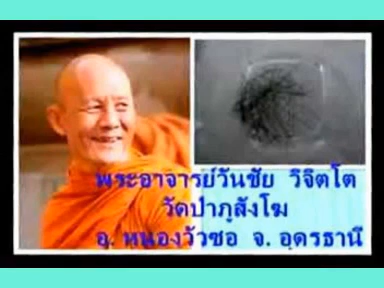 พระอาจารย์วันชัย วิจิตโต
วัดป่าภูสังโฆ
อ. หนองวัวซอ จ. อุดรธานี